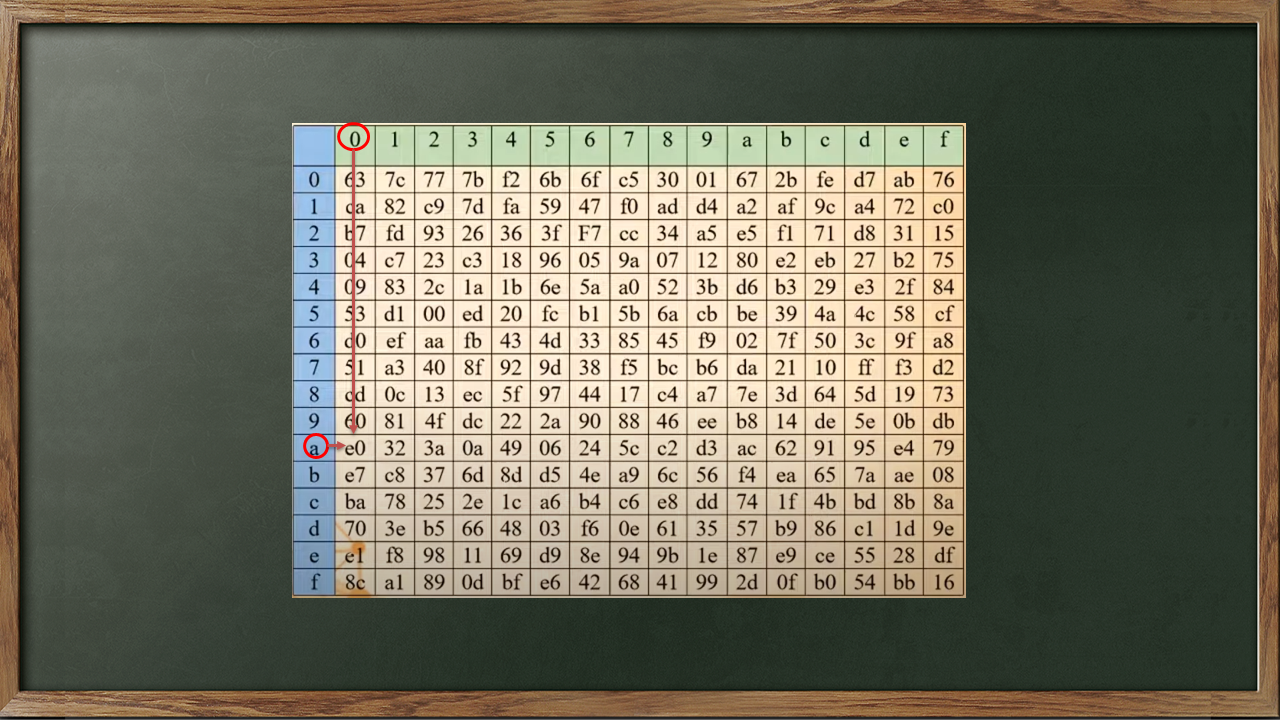 0 1 2 3 4 5 6 7 8 9 a b c d e f
0 63 7c 77 7b f2 6b 6f c5 30 01 67 2b fe d7 ab 76
1 ca 82 c9 7d fa 59 47 f0 ad d4 a2 af 9c a4 72 c0
2 b7 fd 93 26 36 3f F7 cc 34 a5 e5 f1 71 d8 31 15
3 04 c7 23 c3 18 96 05 9a 07 12 80 e2 eb 27 b2 75
4 09 83 2c 1a 1b 6e 5a a0 52 3b d6 b3 29 e3 2f 84
5 53 d1 00 ed 20 fc b1 5b 6a cb be 39 4a 4c 58 cf
6 d0 ef aa fb 43 4d 33 85 45 f9 02 7f 50 3c 9f a8
7 51 a3 40 8f 92 9d 38 f5 bc b6 da 21 10 ff f3 d2
8 cd 0c 13 ec 5f 97 44 17 c4 a7 7e 3d 64 5d 19 73
9 60 81 4f dc 22 2a 90 88 46 ee b8 14 de 5e 0b db
a e0 32 3a 0a 49 06 24 5c c2 d3 ac 62 91 95 e4 79
b e7 c8 37 6d 8d d5 4e a9 6c 56 f4 ea 65 7a ae 08
c ba 78 25 2e 1c a6 b4 c6 e8 dd 74 1f 4b bd 8b 8a
d 70 3e b5 66 48 03 f6 0e 61 35 57 b9 86 c1 1d 9e
e e1 f8 98 11 69 d9 8e 94 9b 1e 87 e9 ce 55 28 df
f 8c a1 89 0d bf e6 42 68 41 99 2d 0f b0 54 bb 16